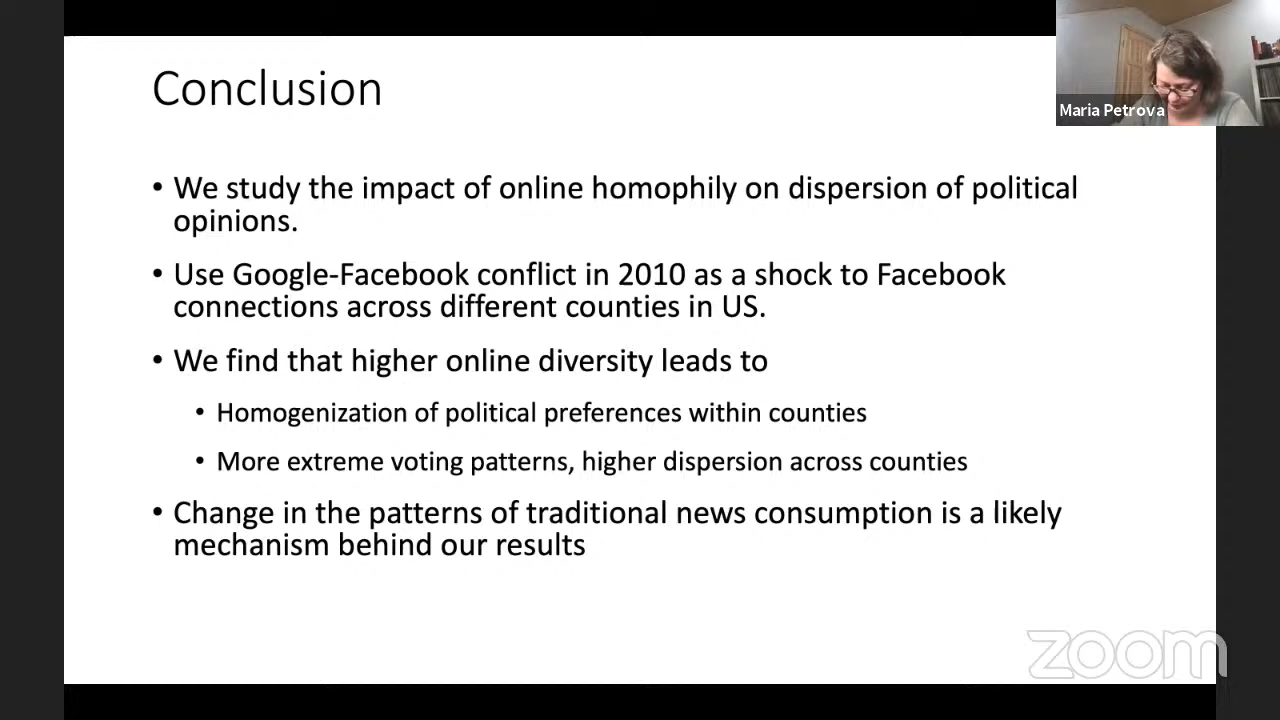 Conclusion
Maria Petrova
• We study the impact of online homophily on dispersion of political
opinions.
• Use Google-Facebook conflict in 2010 as a shock to Facebook
connections across different counties in US.
• We find that higher online diversity leads to
• Homogenization of political preferences within counties
• More extreme voting patterns, higher dispersion across counties
• Change in the patterns of traditional news consumption is a likely
mechanism behind our results
zoom